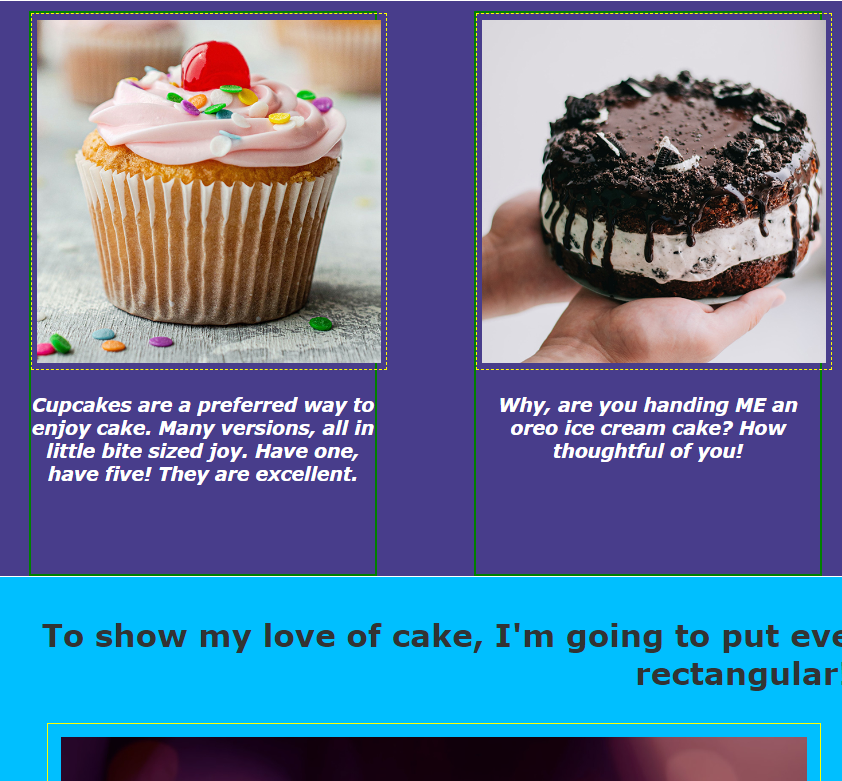 Cupcakes are a preferred way to
enjoy cake. Many versions, all in
little bite sized joy. Have one,
have five! They are excellent.
Why, are you handing ME an
oreo ice cream cake? How
thoughtful of you!
To show my love of cake, I'm going to put eve
rectangular!